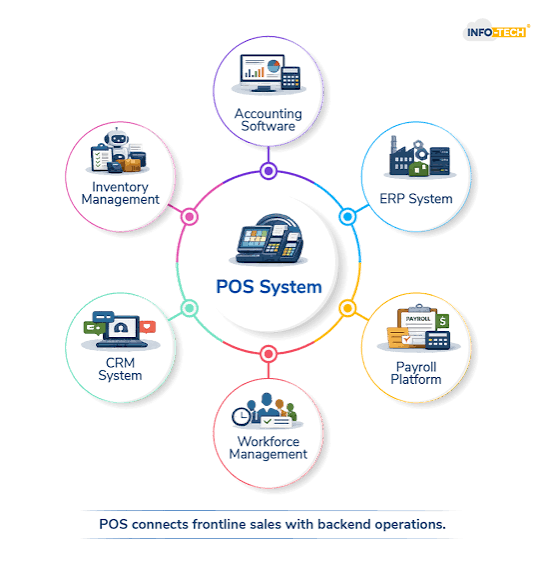 INFO-TECH
Accounting
Software
Inventory
Management
ERP System
POS System
CRM
System
PAYROLL
$
Payroll
Platform
Workforce
Management
POS connects frontline sales with backend operations.